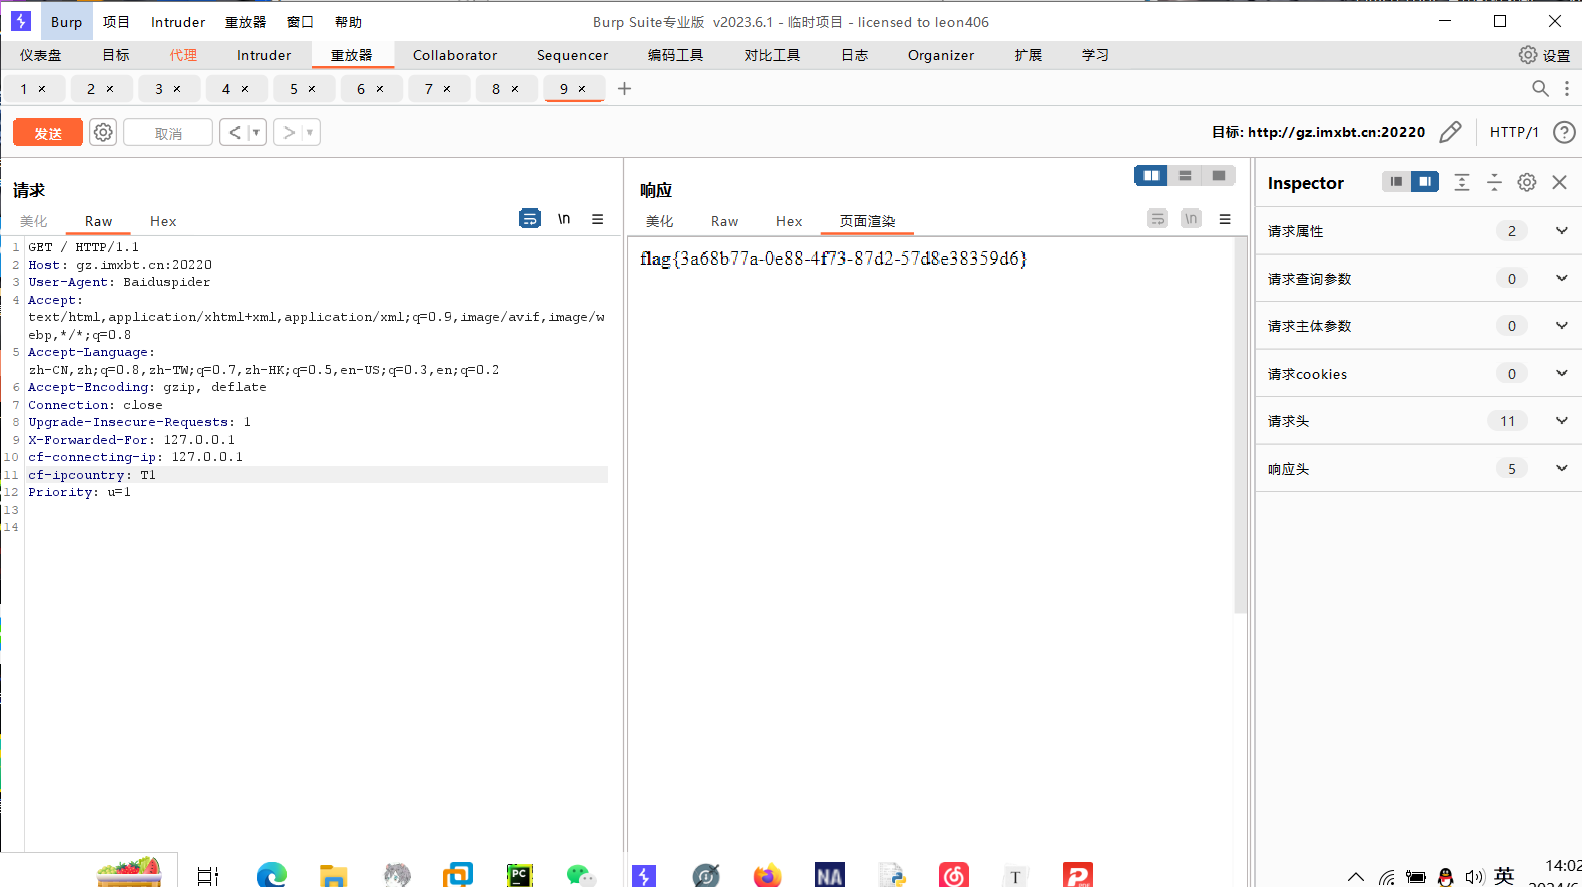 Burp 项目 Intruder 重放器 窗口 帮助 Burp Suite专业版 v2023.6.1 - 临时项目 - licensed to leon406
仪表盘 目标 代理 Intruder 重放器 Collaborator Sequencer 编码工具 对比工具 日志 Organizer 扩展 学习 设置
1 × 2 × 3 × 4 × 5 × 6 × 7 × 8 × 9 × +
发送 取消 < > 目标: http://gz.imxbt.cn:20220 HTTP/1 ?
请求
美化 Raw Hex \n
1 GET / HTTP/1.1
2 Host: gz.imxbt.cn:20220
3 User-Agent: Baiduspider
4 Accept:
text/html,application/xhtml+xml,application/xml;q=0.9,image/avif,image/w
ebp,*/*;q=0.8
5 Accept-Language:
zh-CN,zh;q=0.8,zh-TW;q=0.7,zh-HK;q=0.5,en-US;q=0.3,en;q=0.2
6 Accept-Encoding: gzip, deflate
7 Connection: close
8 Upgrade-Insecure-Requests: 1
9 X-Forwarded-For: 127.0.0.1
10 cf-connecting-ip: 127.0.0.1
11 cf-ipcountry: T1
12 Priority: u=1
13
14
响应
美化 Raw Hex 页面渲染 \n
flag{3a68b77a-0e88-4f73-87d2-57d8e38359d6}
Inspector
请求属性 2
请求查询参数 0
请求主体参数 0
请求cookies 0
请求头 11
响应头 5
PC NA T P 英 14:02